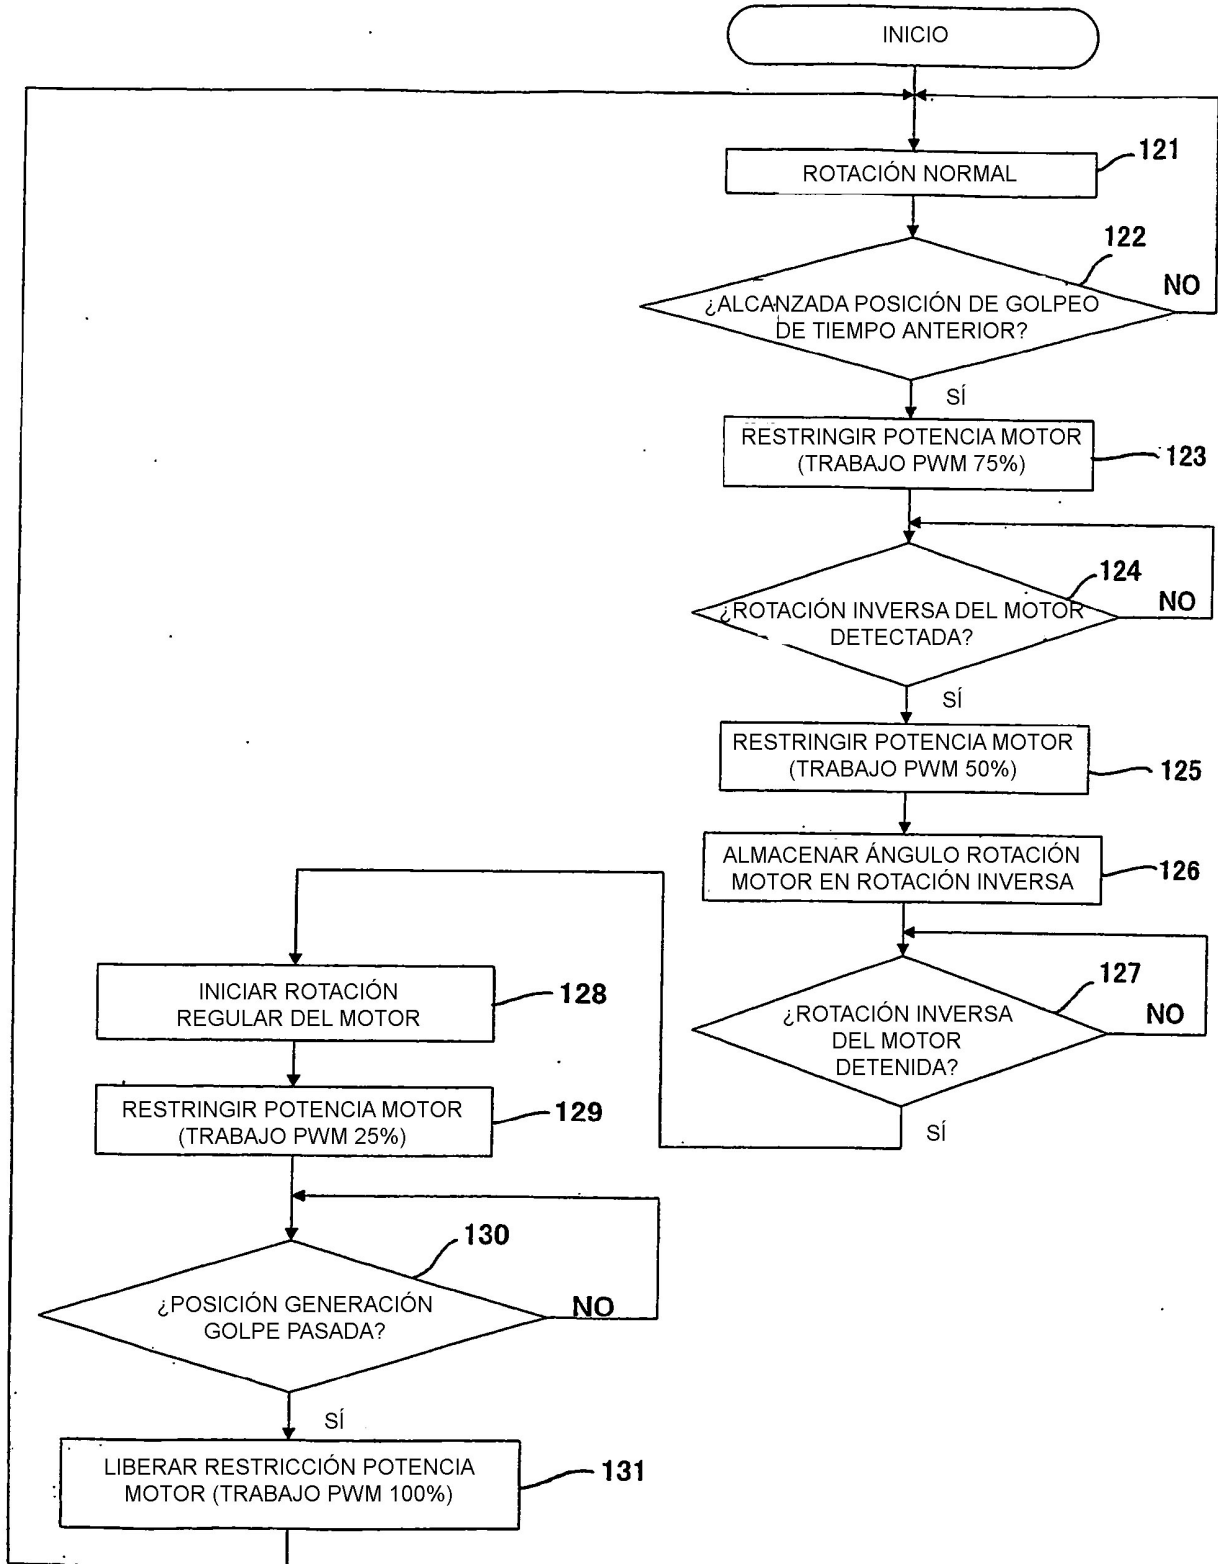 INICIO
121
ROTACIÓN NORMAL
122
NO
¿ALCANZADA POSICIÓN DE GOLPEO
DE TIEMPO ANTERIOR?
SÍ
RESTRINGIR POTENCIA MOTOR
(TRABAJO PWM 75%)
123
124
NO
¿ROTACIÓN INVERSA DEL MOTOR
DETECTADA?
SÍ
RESTRINGIR POTENCIA MOTOR
(TRABAJO PWM 50%)
125
ALMACENAR ÁNGULO ROTACIÓN
MOTOR EN ROTACIÓN INVERSA
126
127
NO
¿ROTACIÓN INVERSA
DEL MOTOR
DETENIDA?
SÍ
INICIAR ROTACIÓN
REGULAR DEL MOTOR
128
RESTRINGIR POTENCIA MOTOR
(TRABAJO PWM 25%)
129
130
¿POSICIÓN GENERACIÓN
GOLPE PASADA?
NO
SÍ
LIBERAR RESTRICCIÓN POTENCIA
MOTOR (TRABAJO PWM 100%)
131